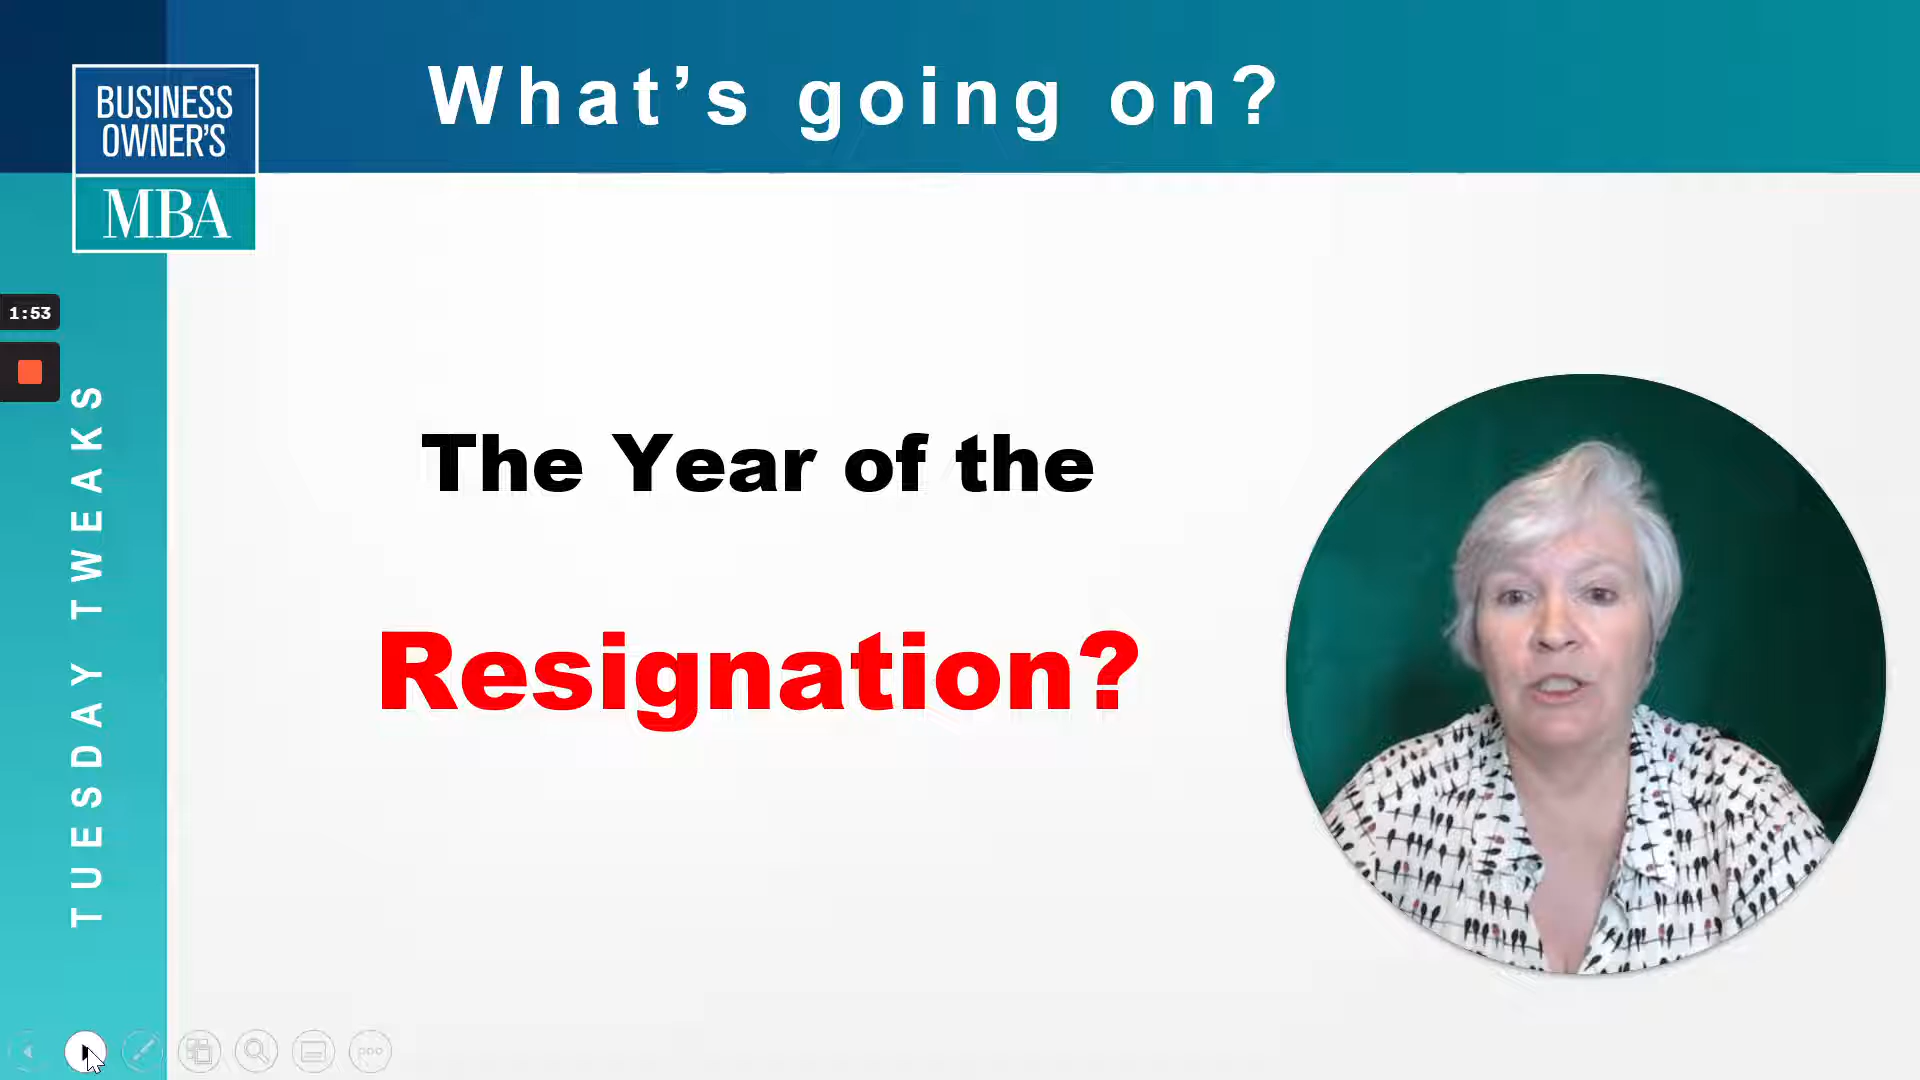 What's going on?
BUSINESS
OWNER'S
MBA
1:53
TUESDAY TWEAKS
The Year of the
Resignation?